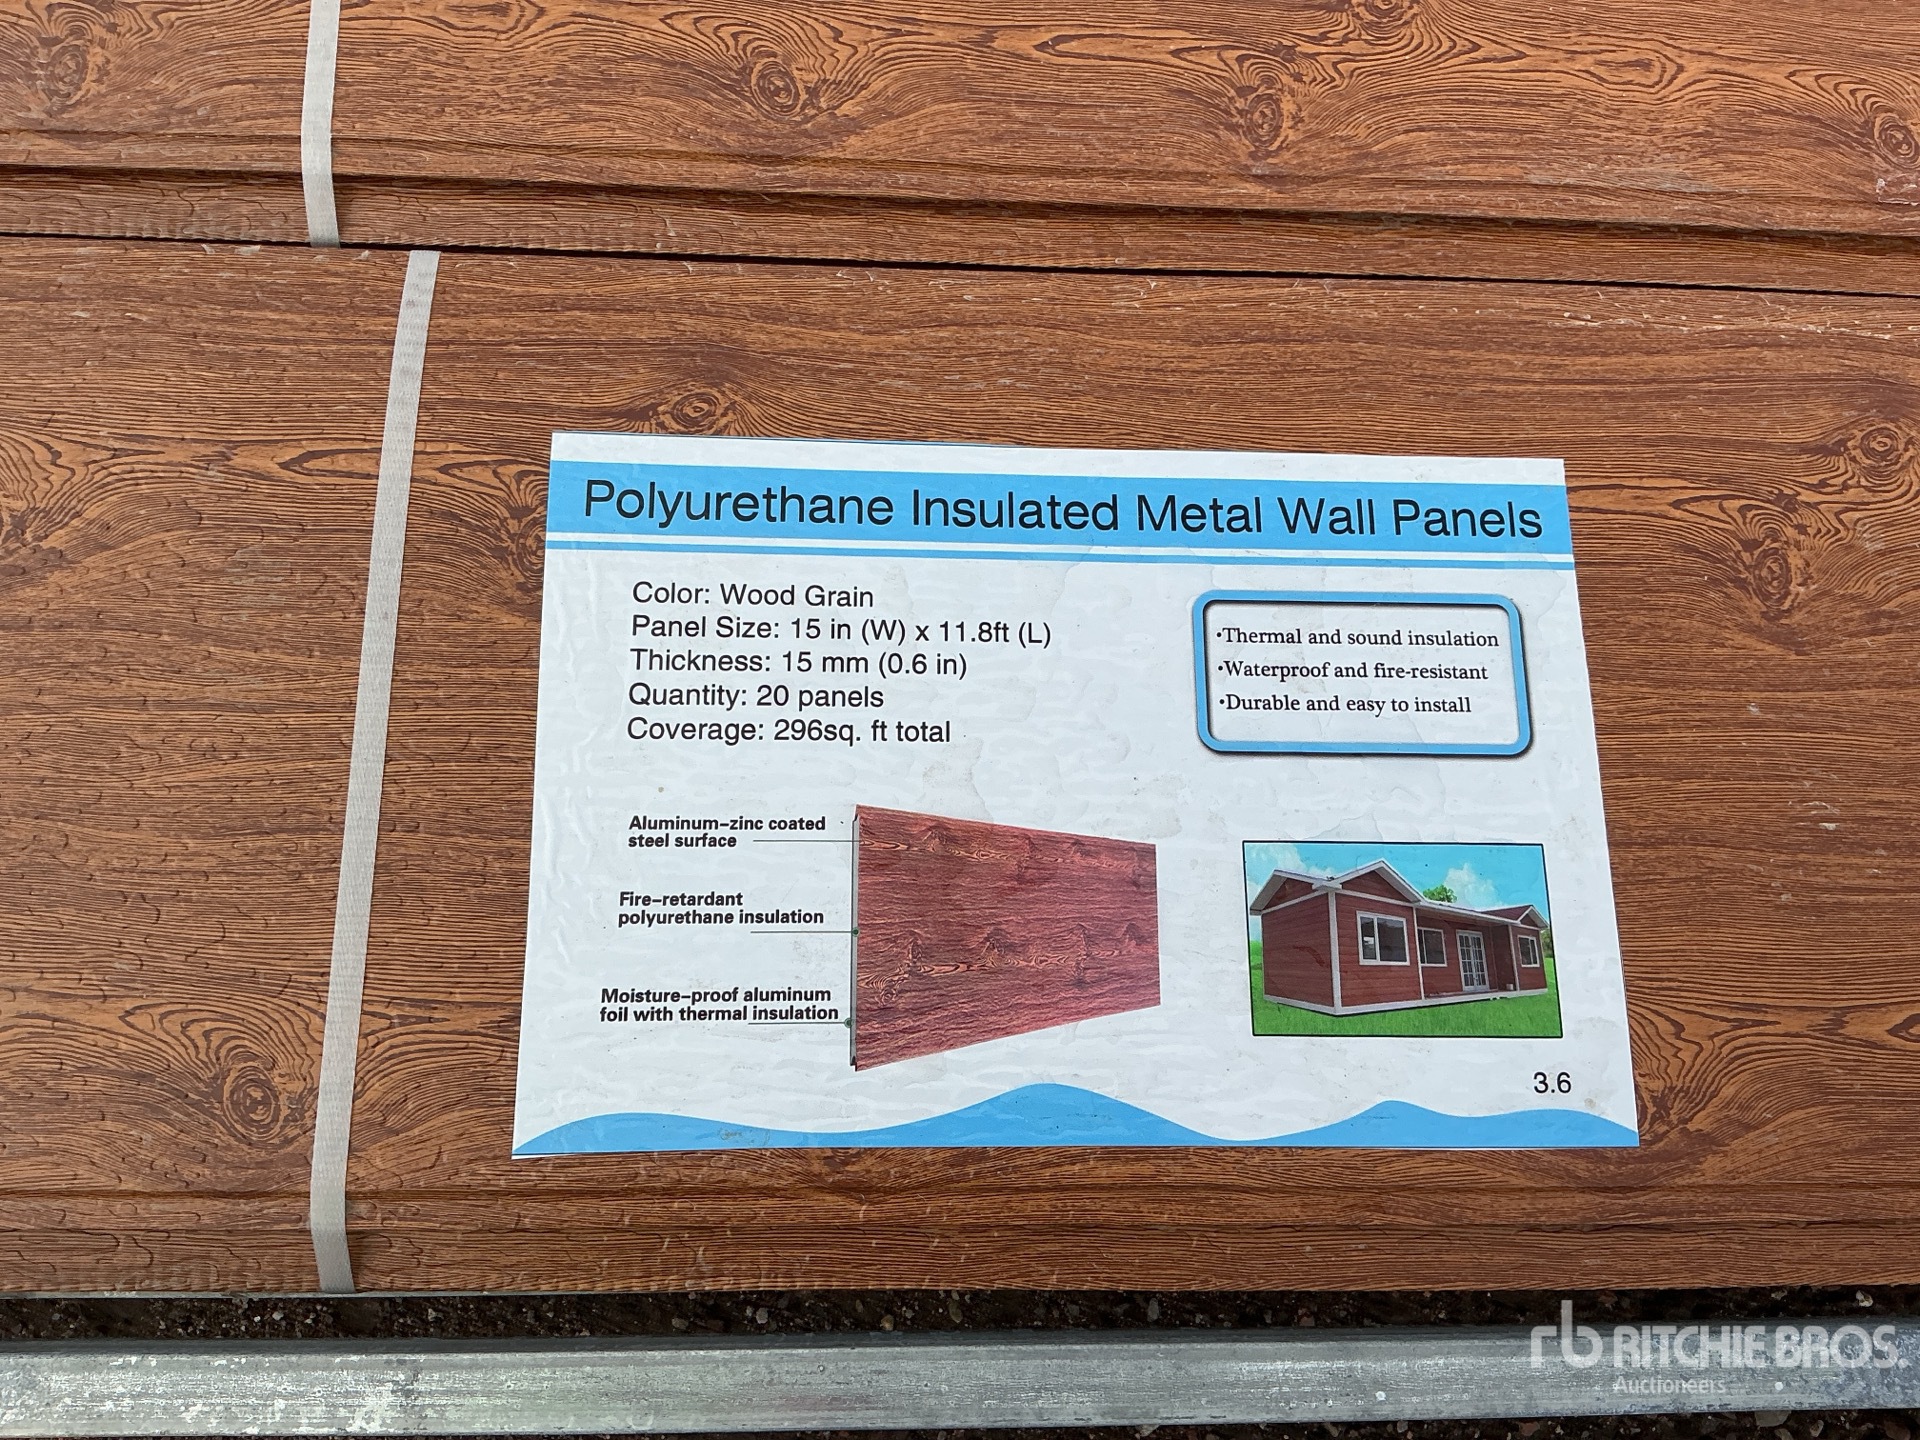 Polyurethane Insulated Metal Wall Panels
Color: Wood Grain
Panel Size: 15 in (W) x 11.8ft (L)
Thickness: 15 mm (0.6 in)
Quantity: 20 panels
Coverage: 296sq. ft total
•Thermal and sound insulation
•Waterproof and fire-resistant
•Durable and easy to install
Aluminum-zinc coated
steel surface
Fire-retardant
polyurethane insulation
Moisture-proof aluminum
foil with thermal insulation
3.6
rb RITCHIE BROS.
Auctioneers